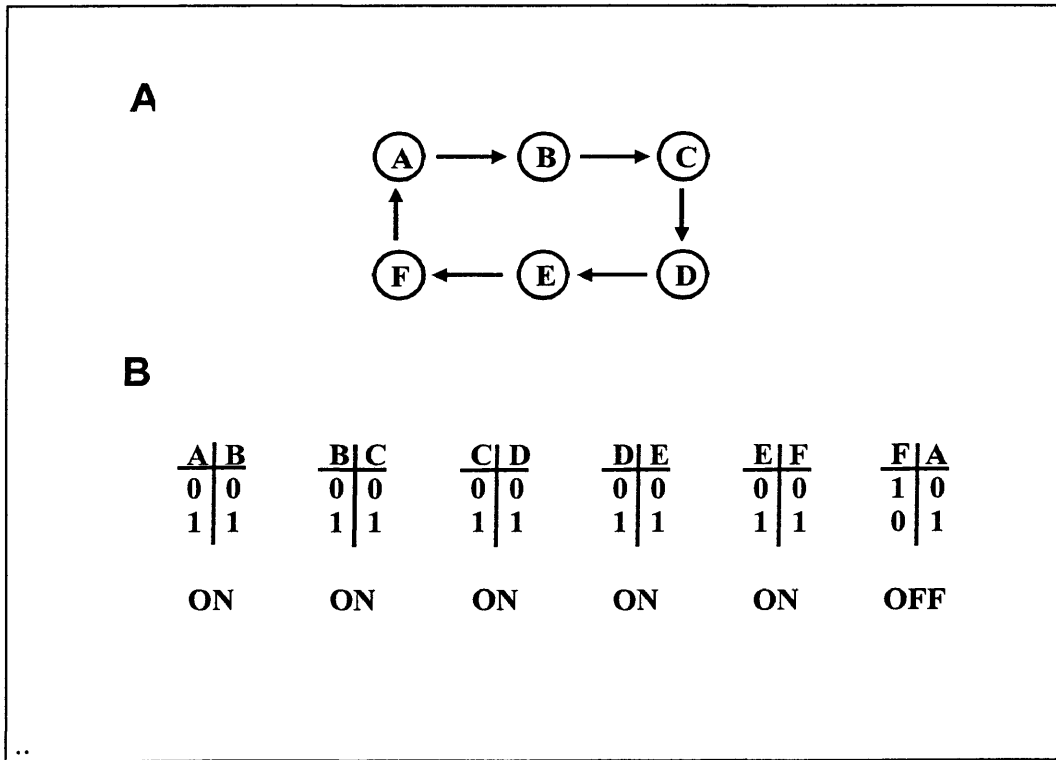 A
A B C
F E D
B
A B B C C D D E E F F A
0 0 0 0 0 0 0 0 0 0 1 0
1 1 1 1 1 1 1 1 1 1 0 1
ON ON ON ON ON OFF
..